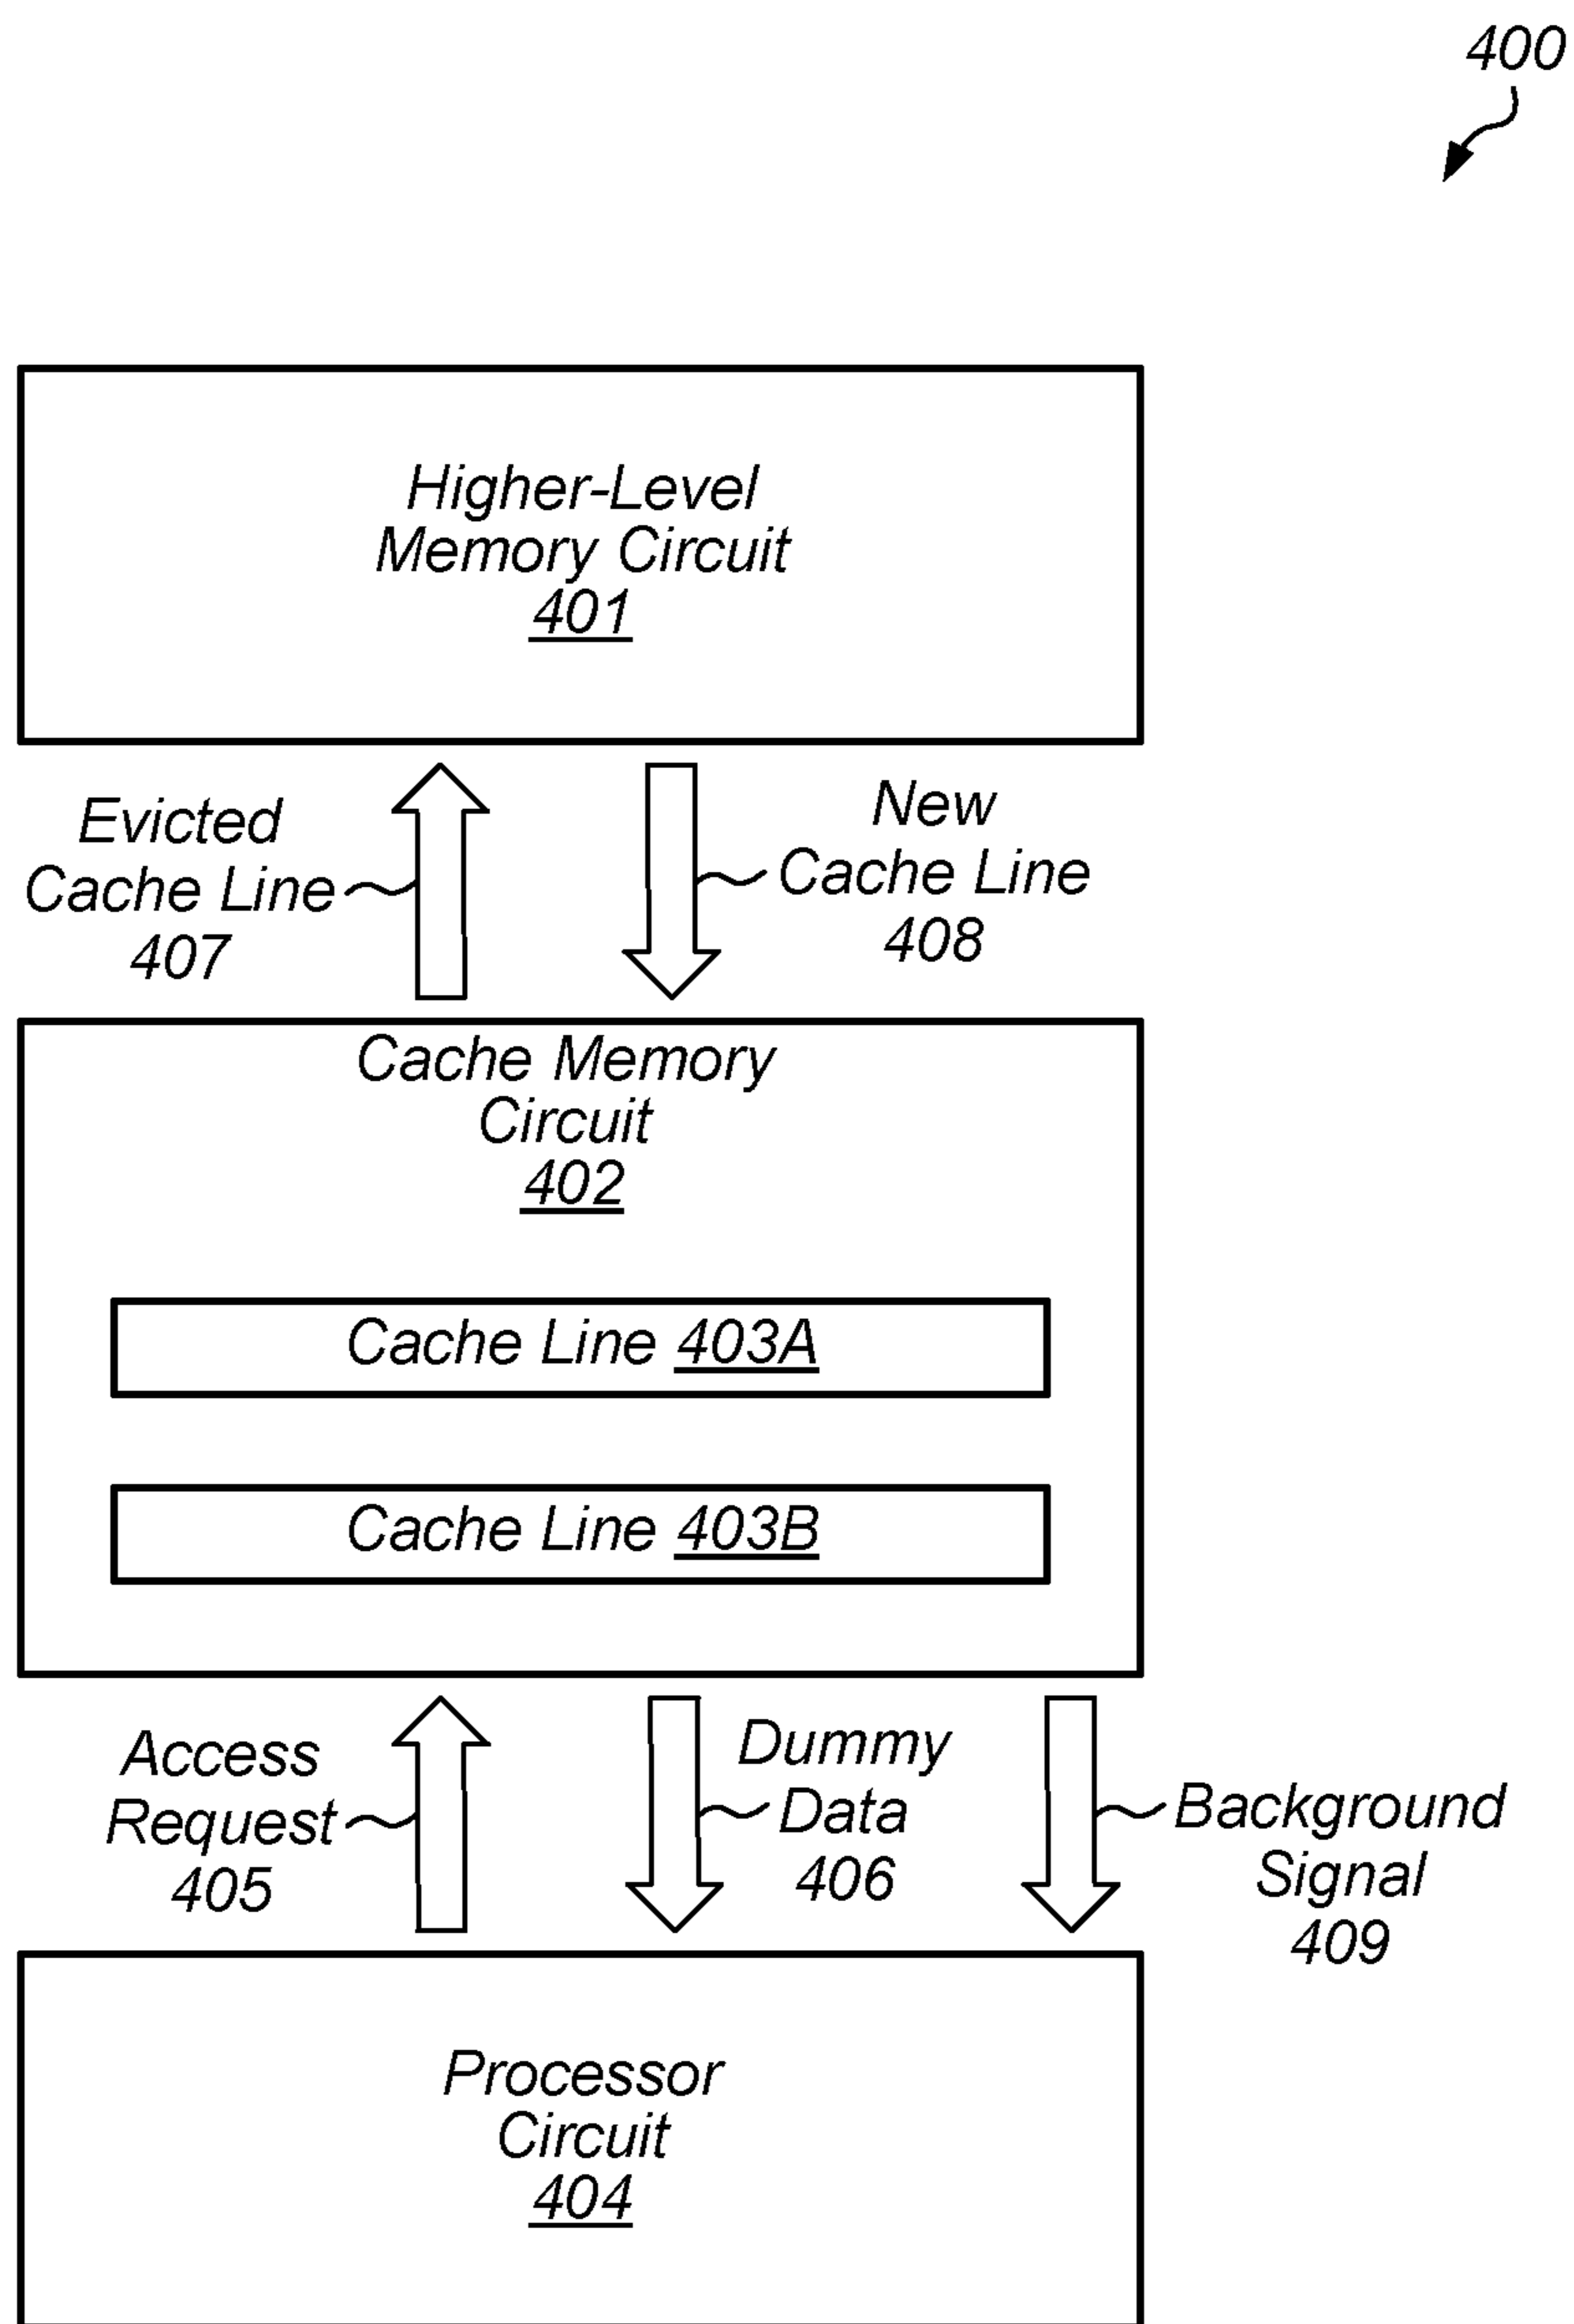 400
Higher-Level
Memory Circuit
401
Evicted
Cache Line
407
New
Cache Line
408
Cache Memory
Circuit
402
Cache Line 403A
Cache Line 403B
Access
Request
405
Dummy
Data
406
Background
Signal
409
Processor
Circuit
404